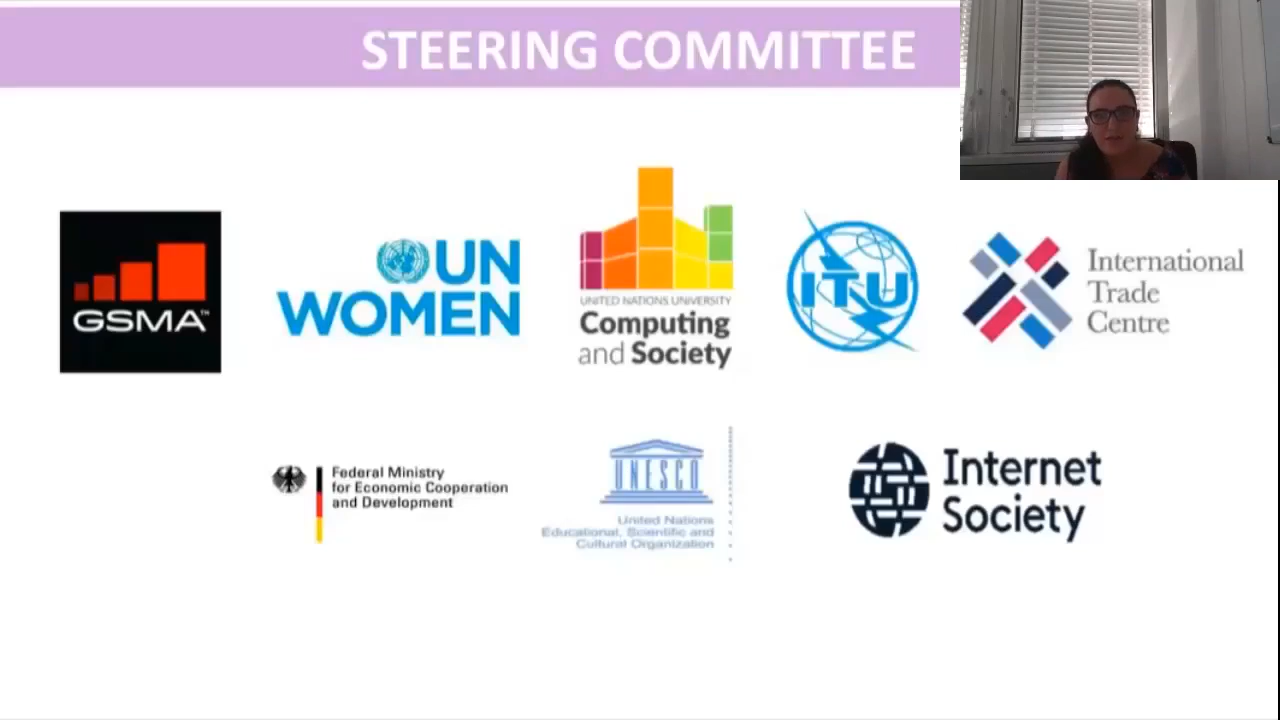 STEERING COMMITTEE
GSMA™
UN
WOMEN
UNITED NATIONS UNIVERSITY
Computing
and Society
ITU
International
Trade
Centre
Federal Ministry
for Economic Cooperation
and Development
UNESCO
United Nations
Educational, Scientific and
Cultural Organization
Internet
Society